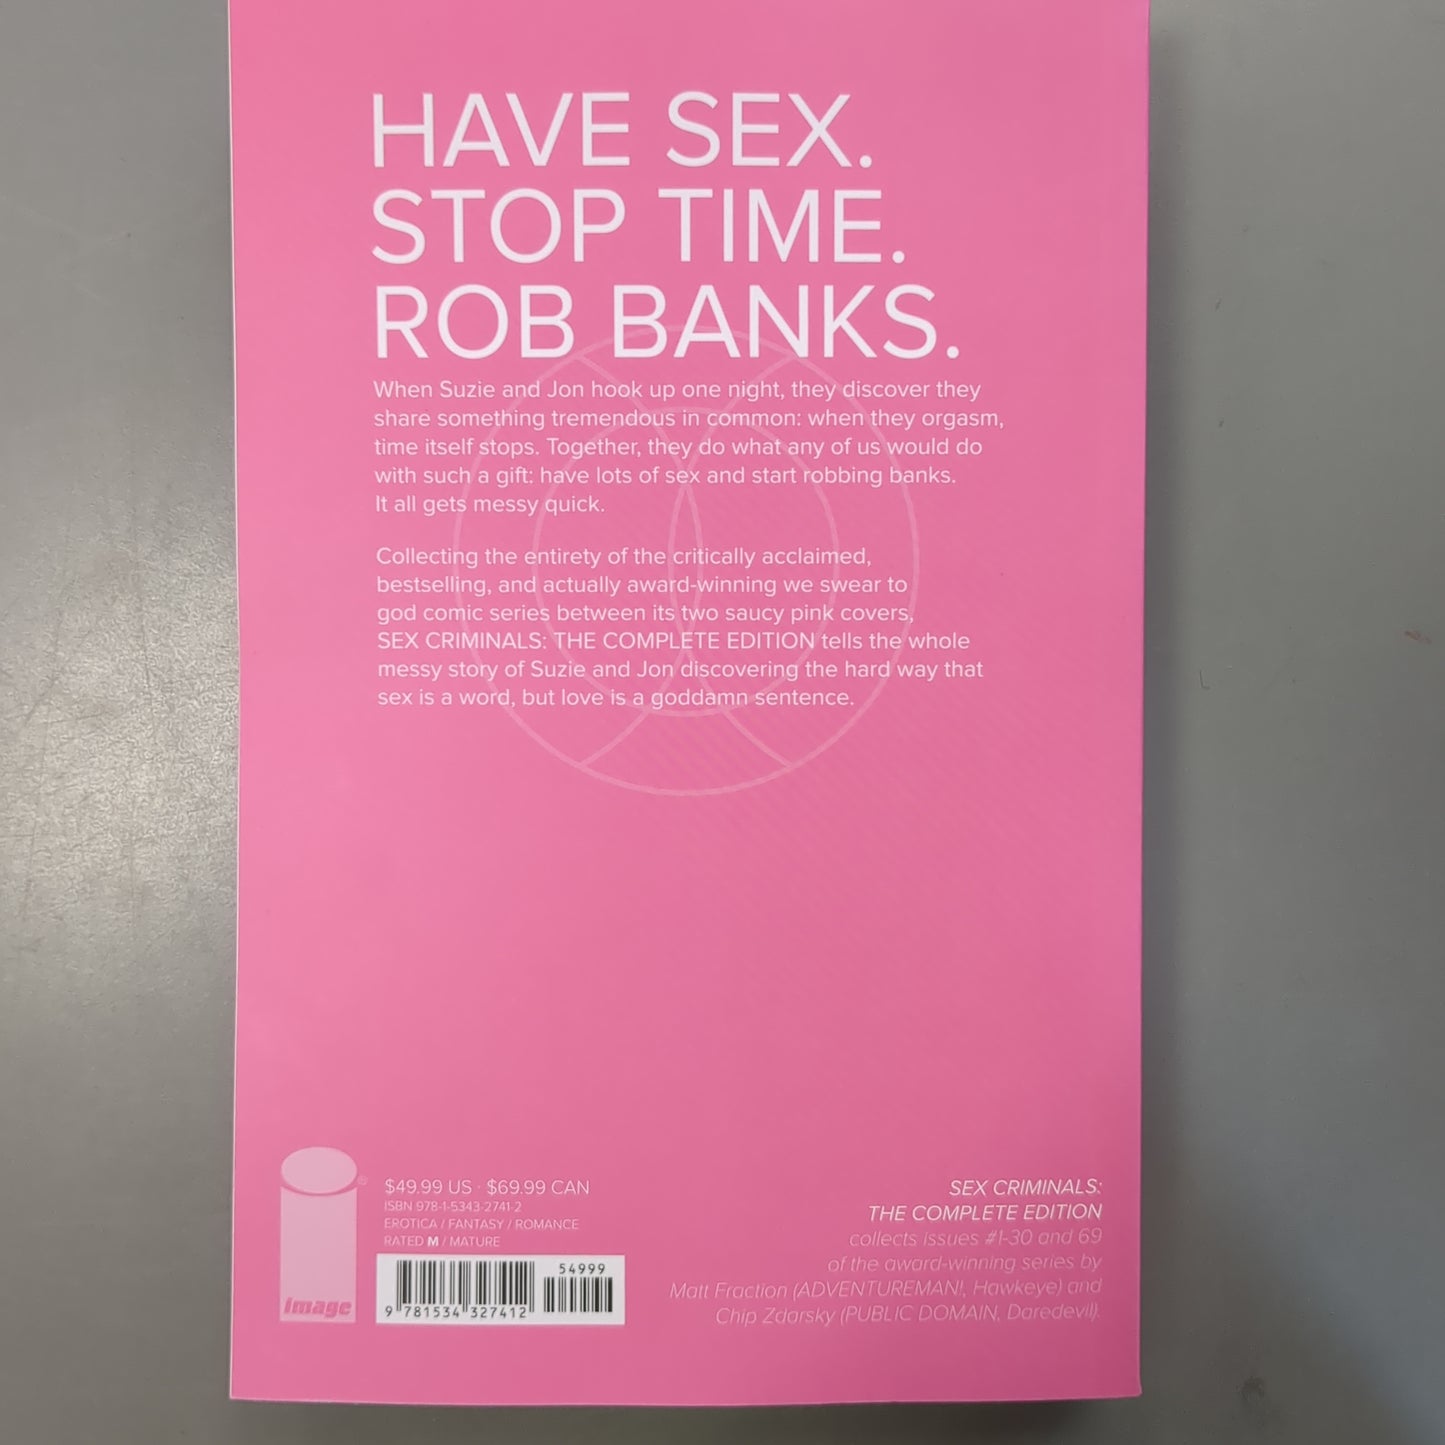 HAVE SEX.
STOP TIME.
ROB BANKS.
When Suzie and Jon hook up one night, they discover they
share something tremendous in common: when they orgasm,
time itself stops. Together, they do what any of us would do
with such a gift: have lots of sex and start robbing banks.
It all gets messy quick.
Collecting the entirety of the critically acclaimed,
bestselling, and actually award-winning we swear to
god comic series between its two saucy pink covers,
SEX CRIMINALS: THE COMPLETE EDITION tells the whole
messy story of Suzie and Jon discovering the hard way that
sex is a word, but love is a goddamn sentence.
image
®
$49.99 US · $69.99 CAN
ISBN 978-1-5343-2741-2
EROTICA / FANTASY / ROMANCE
RATED M / MATURE
54999
9 781534 327412
SEX CRIMINALS:
THE COMPLETE EDITION
collects issues #1-30 and 69
of the award-winning series by
Matt Fraction (ADVENTUREMAN!, Hawkeye) and
Chip Zdarsky (PUBLIC DOMAIN, Daredevil).